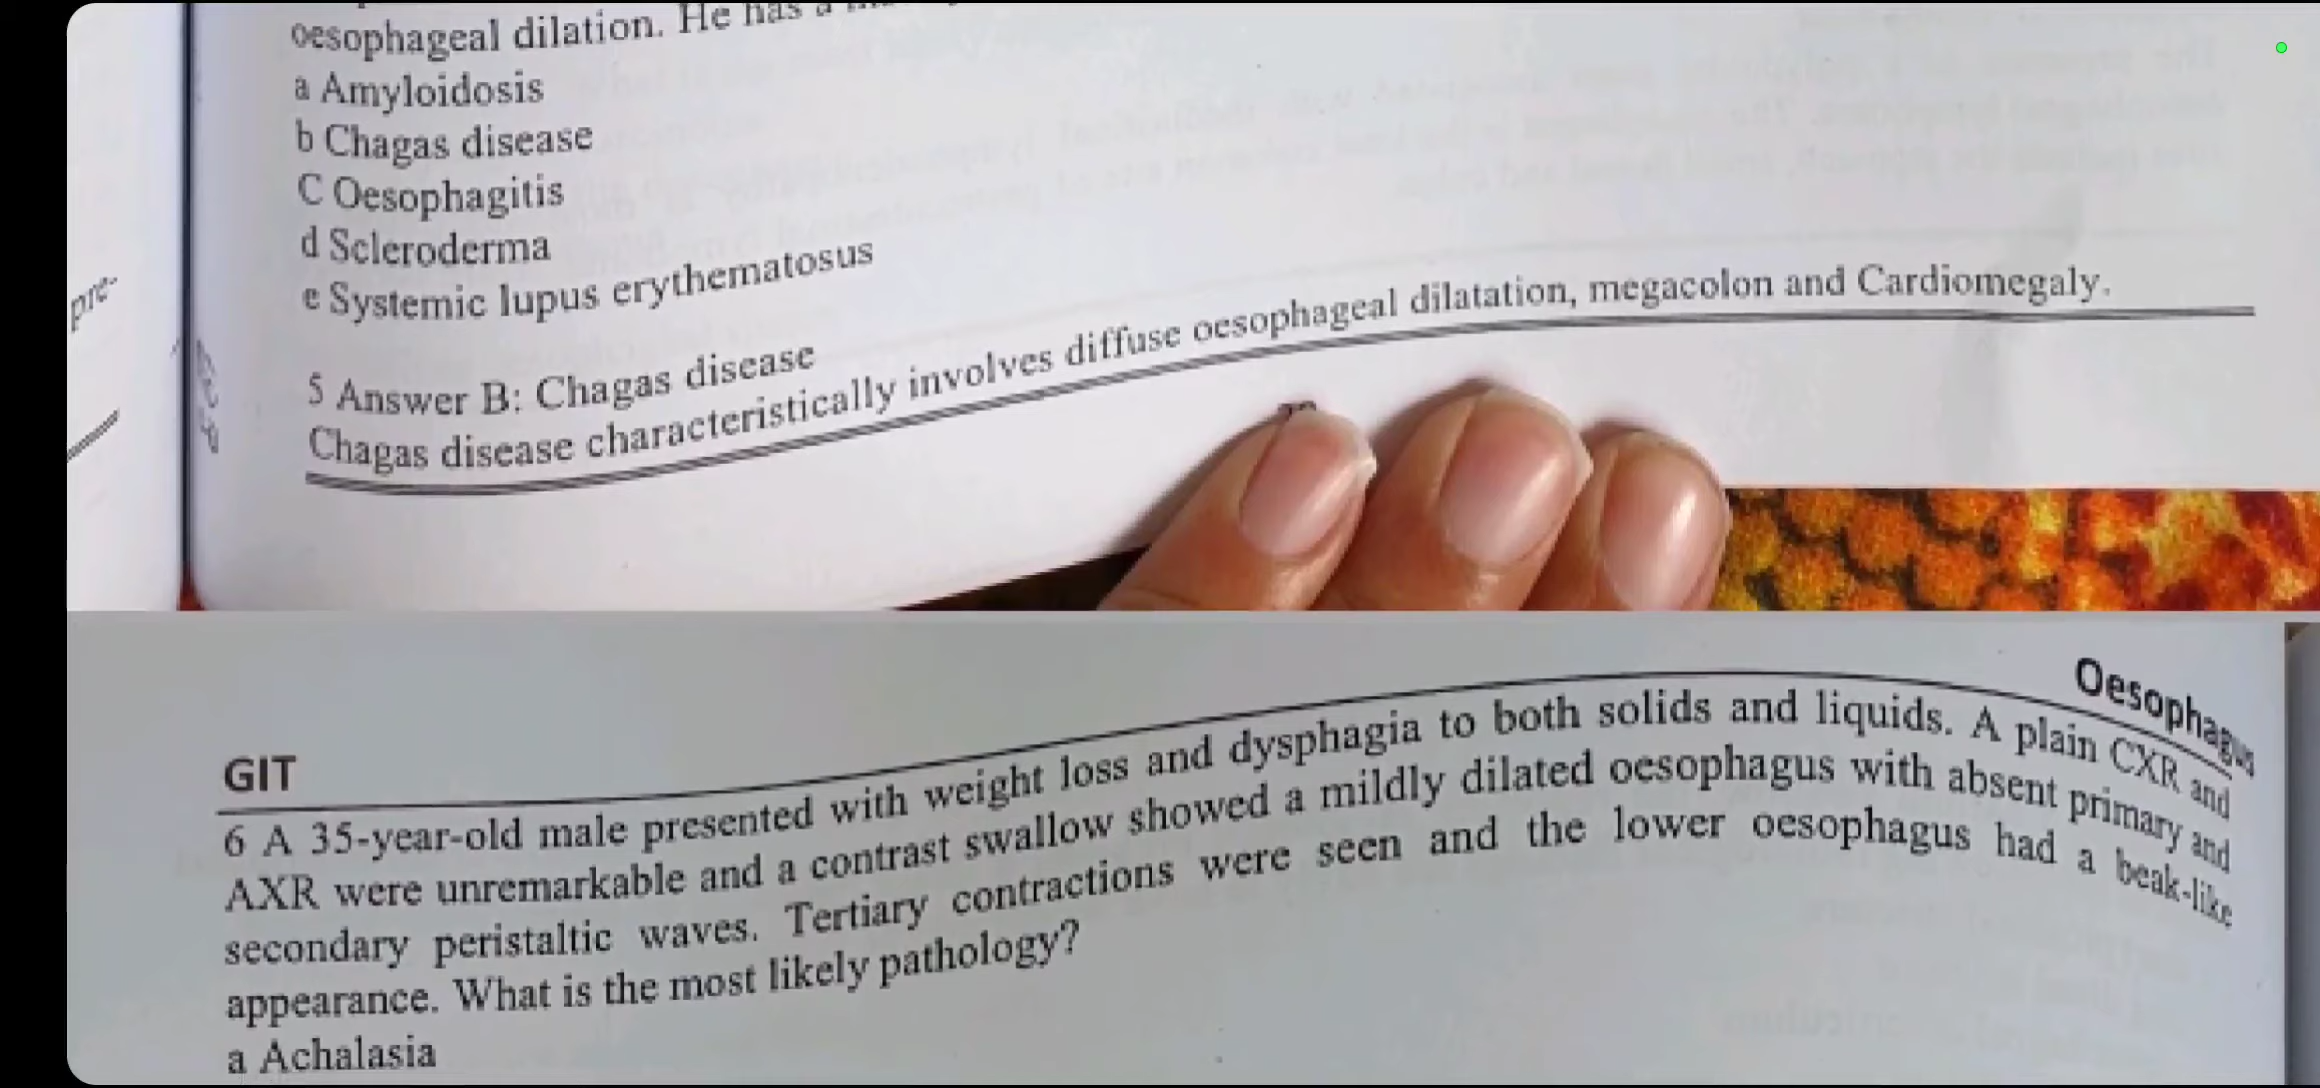 oesophageal dilation. He has a
a Amyloidosis
b Chagas disease
C Oesophagitis
d Scleroderma
e Systemic lupus erythematosus
5 Answer B: Chagas disease
Chagas disease characteristically involves diffuse oesophageal dilatation, megacolon and Cardiomegaly.
pre-
Oesophagus
GIT
6 A 35-year-old male presented with weight loss and dysphagia to both solids and liquids. A plain CXR and
AXR were unremarkable and a contrast swallow showed a mildly dilated oesophagus with absent primary and
secondary peristaltic waves. Tertiary contractions were seen and the lower oesophagus had a beak-like
appearance. What is the most likely pathology?
a Achalasia